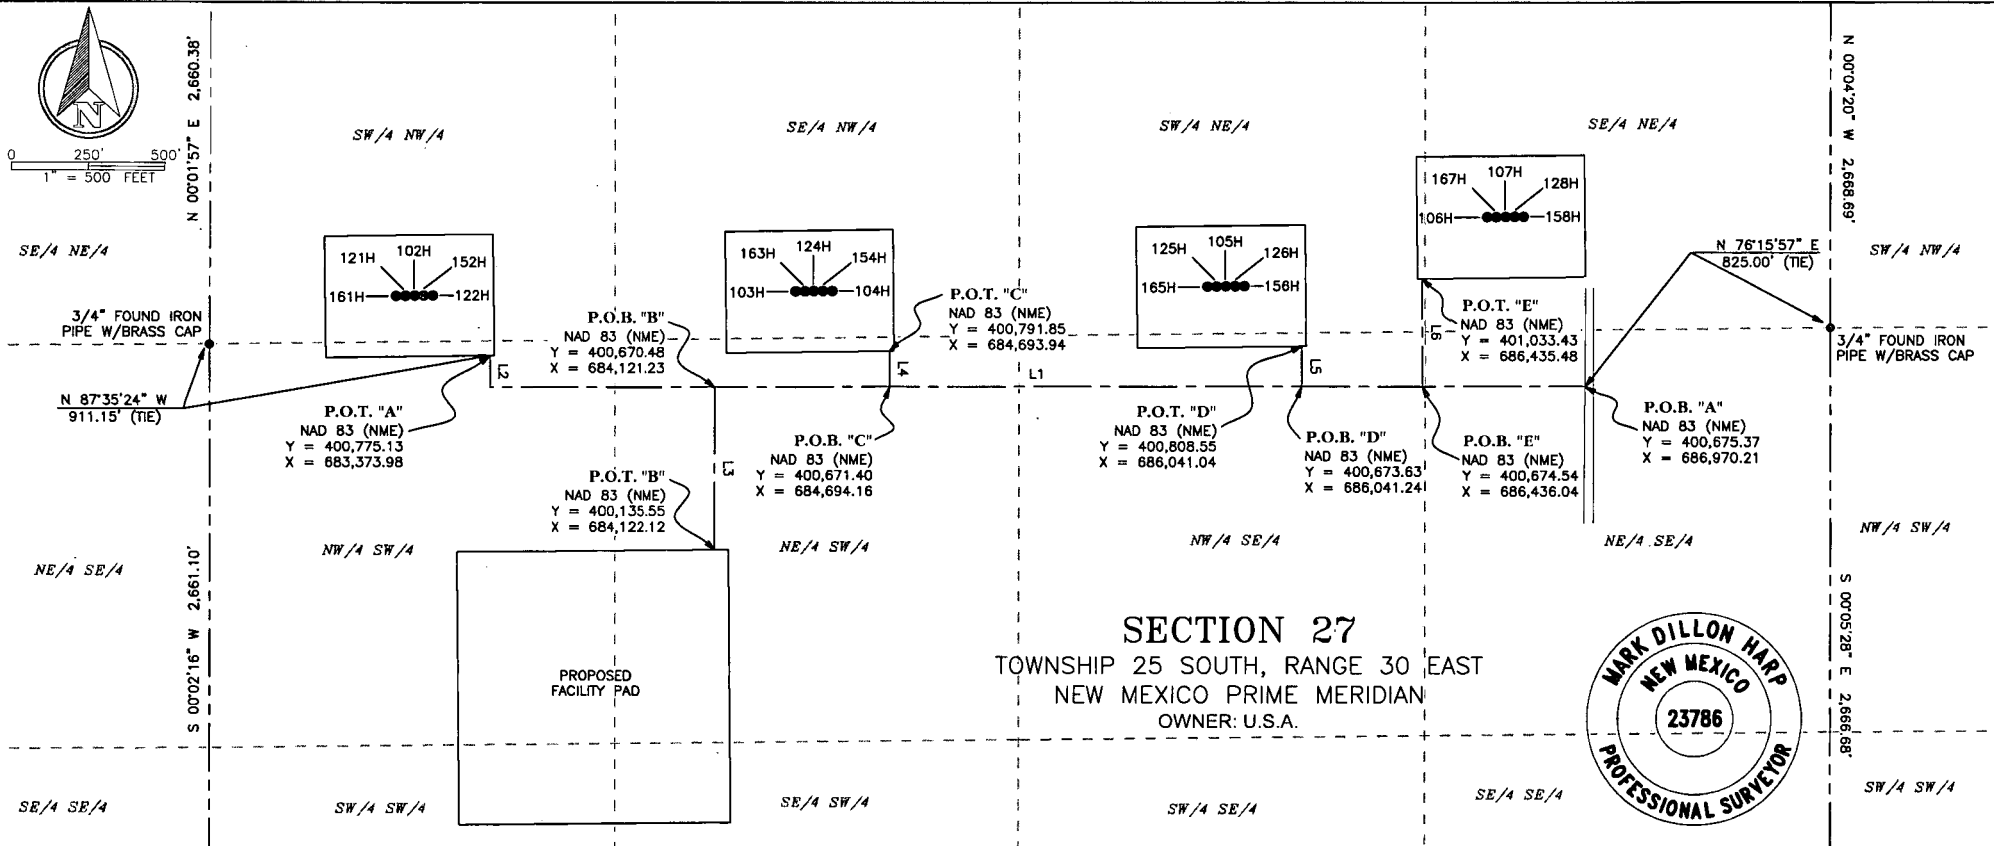 N
0 250' 500'
1" = 500 FEET
N 00°01'57" E 2,660.38'
SW/4 NW/4
SE/4 NW/4
SW/4 NE/4
SE/4 NE/4
N 00°04'20" W 2,668.69'
SE/4 NE/4
SW/4 NW/4
121H 102H 152H
161H 122H
163H 124H 154H
103H 104H
125H 105H 126H
165H 156H
167H 107H 128H
106H 158H
N 76°15'57" E
825.00' (TIE)
3/4" FOUND IRON
PIPE W/BRASS CAP
3/4" FOUND IRON
PIPE W/BRASS CAP
P.O.B. "B"
NAD 83 (NME)
Y = 400,670.48
X = 684,121.23
P.O.T. "C"
NAD 83 (NME)
Y = 400,791.85
X = 684,693.94
P.O.T. "E"
NAD 83 (NME)
Y = 401,033.43
X = 686,435.48
L2
L4
L1
L5
L6
L3
N 87°35'24" W
911.15' (TIE)
P.O.T. "A"
NAD 83 (NME)
Y = 400,775.13
X = 683,373.98
P.O.B. "C"
NAD 83 (NME)
Y = 400,671.40
X = 684,694.16
P.O.T. "D"
NAD 83 (NME)
Y = 400,808.55
X = 686,041.04
P.O.B. "D"
NAD 83 (NME)
Y = 400,673.63
X = 686,041.24
P.O.B. "E"
NAD 83 (NME)
Y = 400,674.54
X = 686,436.04
P.O.B. "A"
NAD 83 (NME)
Y = 400,675.37
X = 686,970.21
P.O.T. "B"
NAD 83 (NME)
Y = 400,135.55
X = 684,122.12
NE/4 SE/4
NW/4 SW/4
NE/4 SW/4
NW/4 SE/4
NE/4 SE/4
NW/4 SW/4
S 00°02'16" W 2,661.10'
S 00°05'28" E 2,666.68'
PROPOSED
FACILITY PAD
SECTION 27
TOWNSHIP 25 SOUTH, RANGE 30 EAST
NEW MEXICO PRIME MERIDIAN
OWNER: U.S.A.
MARK DILLON HARP
NEW MEXICO
23786
PROFESSIONAL SURVEYOR
SE/4 SE/4
SW/4 SW/4
SE/4 SW/4
SW/4 SE/4
SE/4 SE/4
SW/4 SW/4